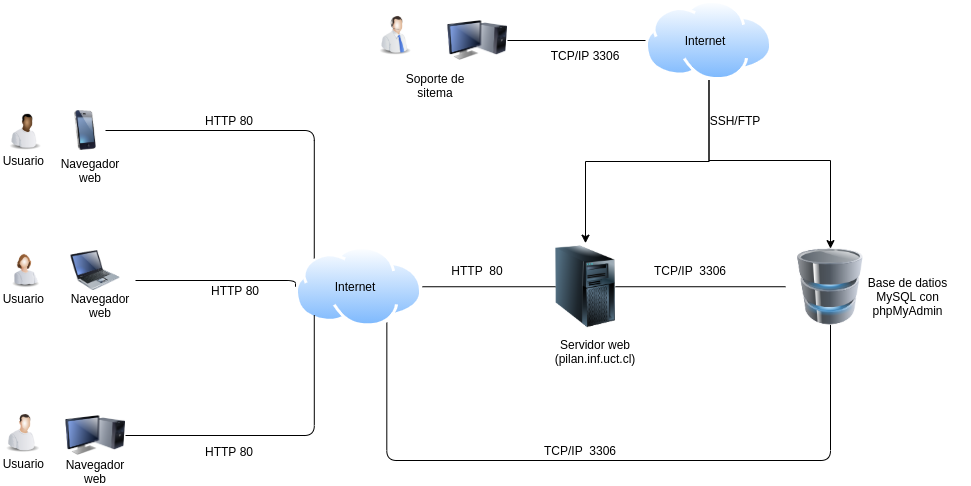 Internet
TCP/IP 3306
Soporte de
sitema
SSH/FTP
HTTP 80
Usuario
Navegador
web
Usuario
Navegador
web
HTTP 80
Internet
HTTP  80
TCP/IP  3306
Base de datos
MySQL con
phpMyAdmin
Servidor web
(pilan.inf.uct.cl)
HTTP 80
TCP/IP  3306
Usuario
Navegador
web